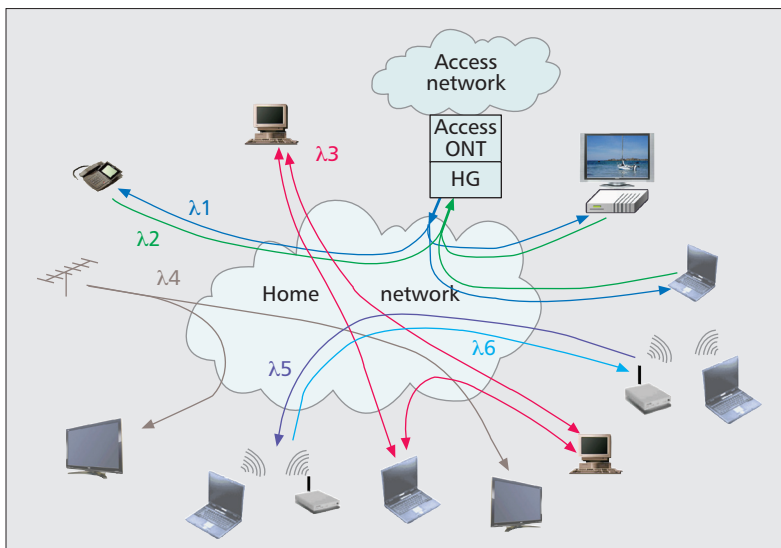 Access
network
Access
ONT
HG
λ3
λ1
λ2
λ4
Home network
λ5
λ6